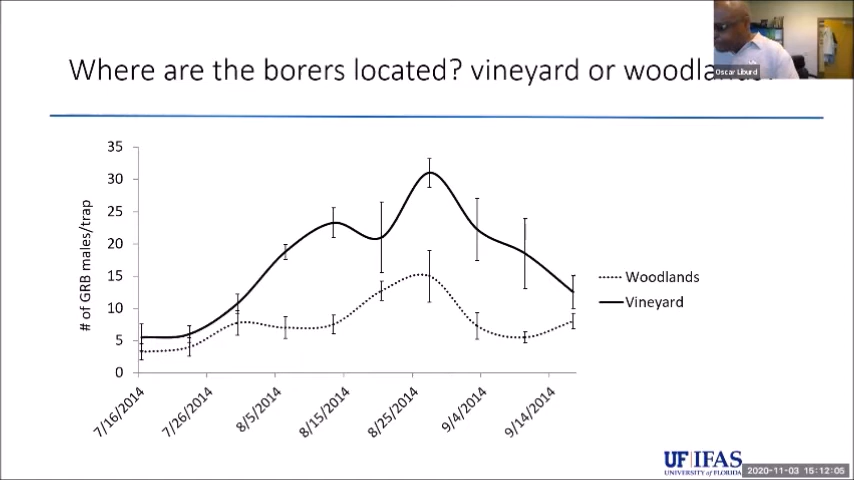 Where are the borers located? vineyard or woodla
Oscar Liburd
35
30
25
20
15
10
5
0
# of GRB males/trap
7/16/2014
7/26/2014
8/5/2014
8/15/2014
8/25/2014
9/4/2014
9/14/2014
Woodlands
Vineyard
UF IFAS
UNIVERSITY of FLORIDA
2020-11-03 15:12:05